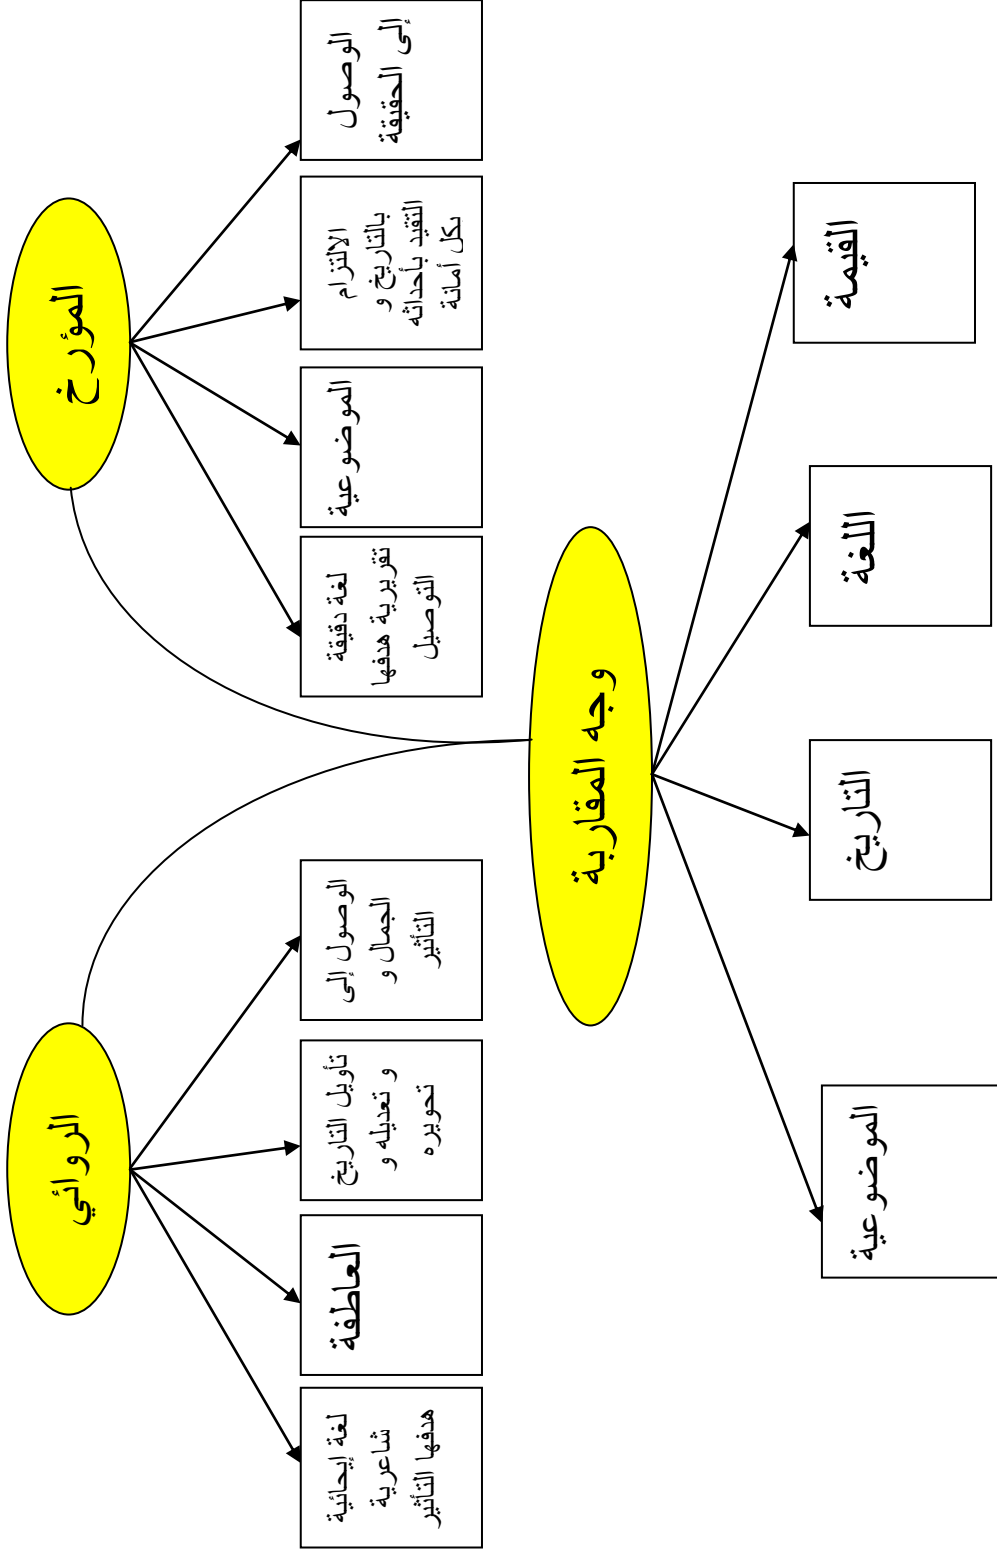 المؤرخ
الروائي
الوصول
إلى الحقيقة
الالتزام
بالتاريخ و
التقيد بأحداثه
بكل أمانة
الموضوعية
لغة دقيقة
تقريرية هدفها
التوصيل
الوصول إلى
الجمال و
التأثير
تأويل التاريخ
و تعديله و
تحويره
العاطفة
لغة إيحائية
شاعرية
هدفها التأثير
وجه المقاربة
القيمة
اللغة
التاريخ
الموضوعية